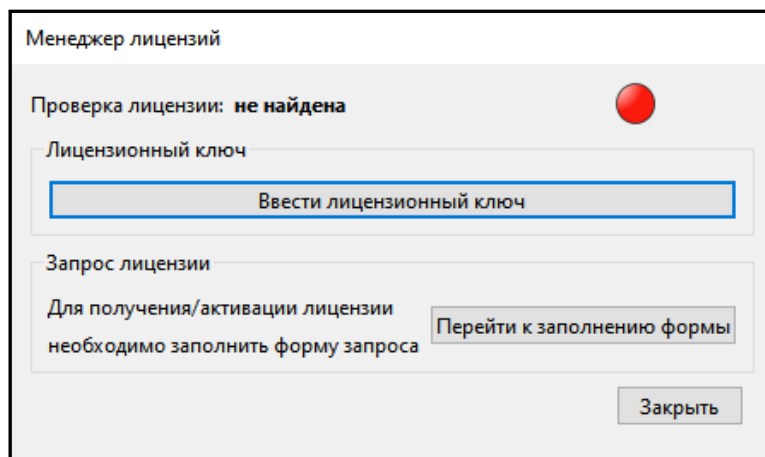 Менеджер лицензий
Проверка лицензии: не найдена
Лицензионный ключ
Ввести лицензионный ключ
Запрос лицензии
Для получения/активации лицензии
необходимо заполнить форму запроса
Перейти к заполнению формы
Закрыть